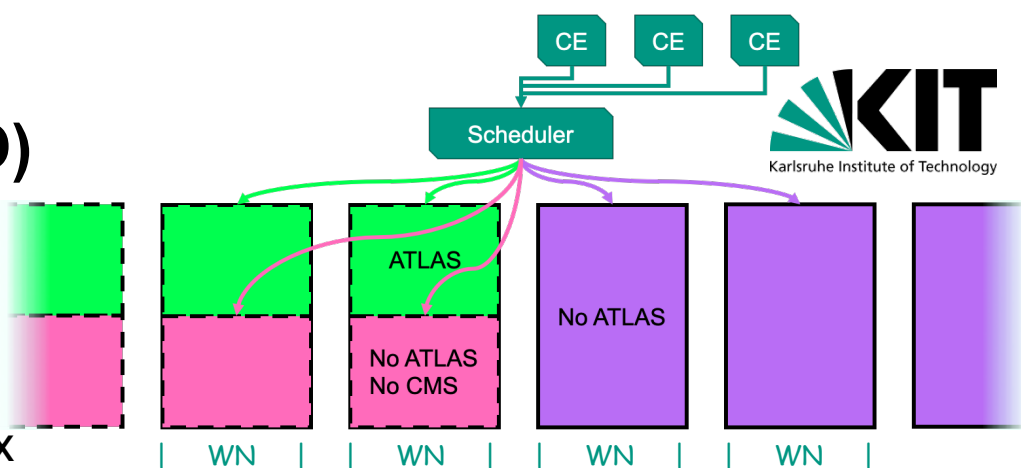 CE CE CE
KIT
Karlsruhe Institute of Technology
Scheduler
)
ATLAS
No ATLAS
No ATLAS
No CMS
x
WN WN WN WN